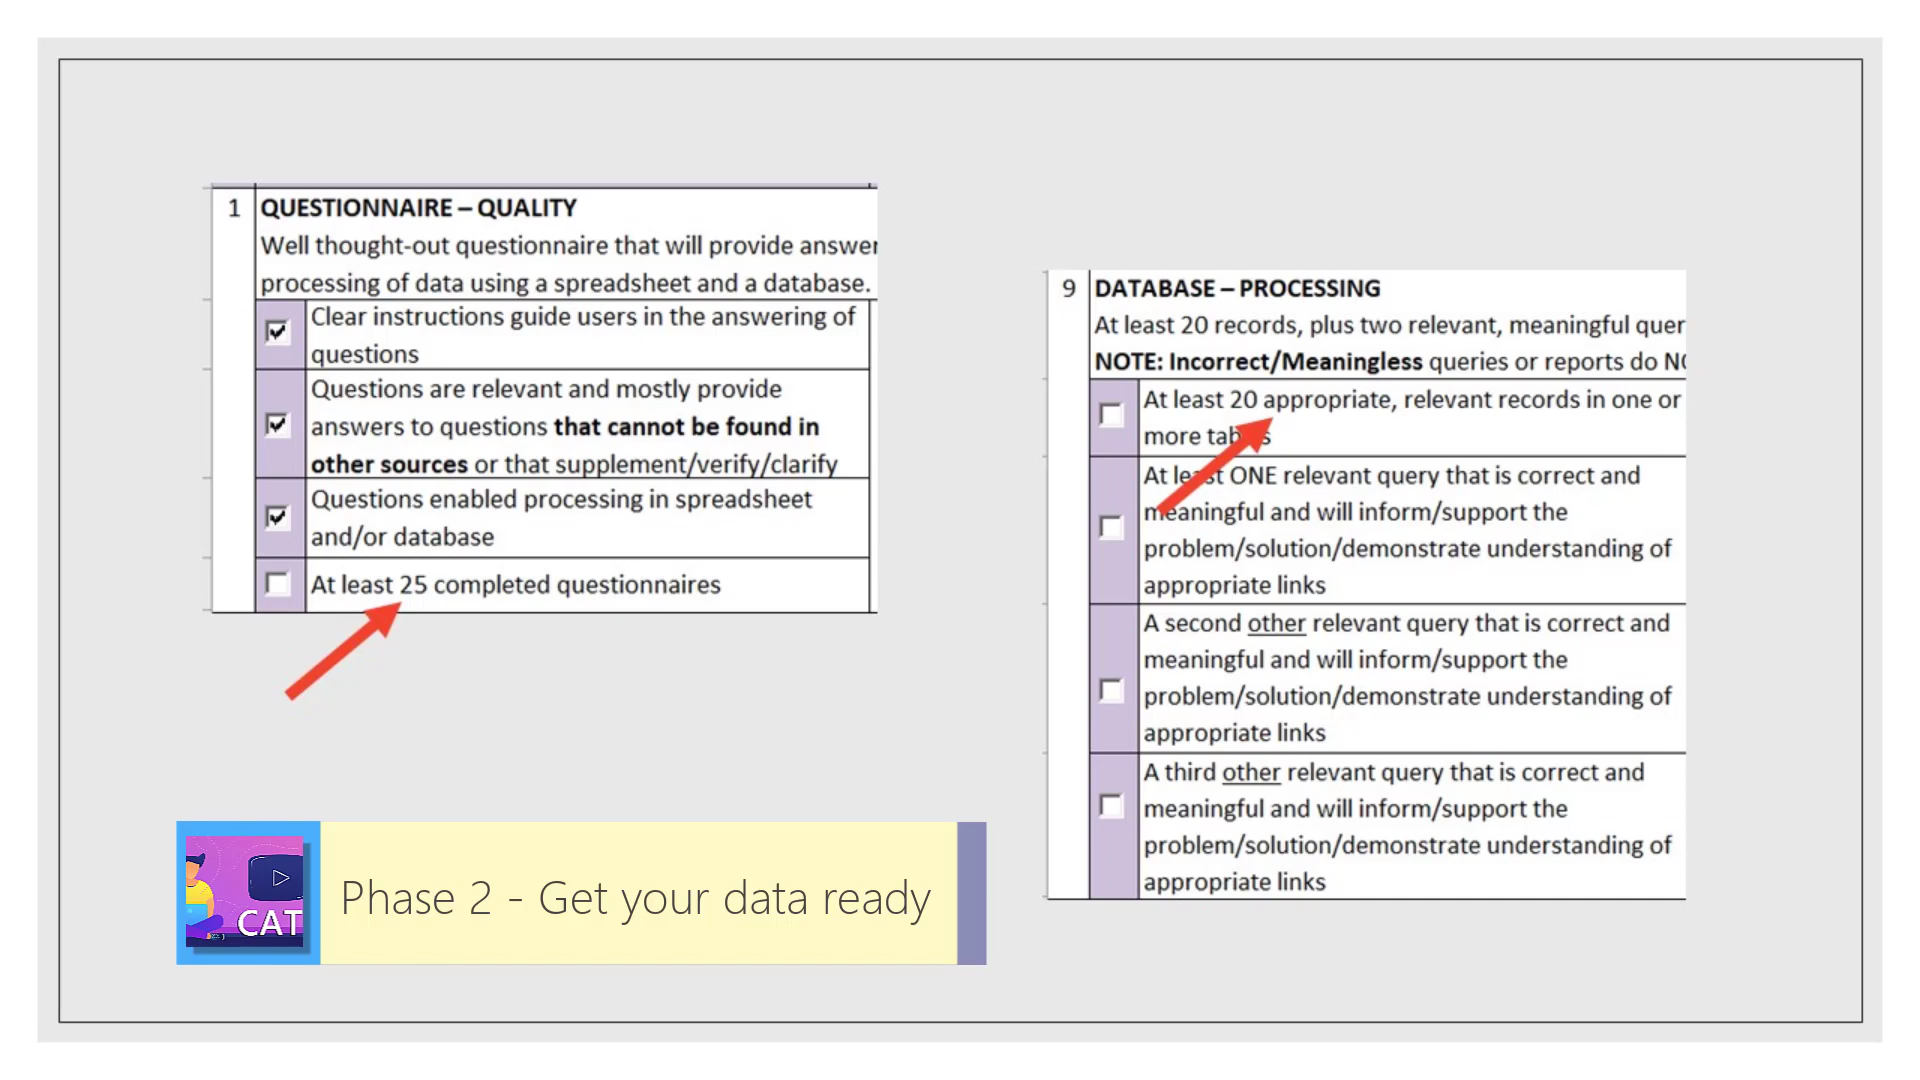 1 QUESTIONNAIRE – QUALITY
Well thought-out questionnaire that will provide answer
processing of data using a spreadsheet and a database.
Clear instructions guide users in the answering of
questions
Questions are relevant and mostly provide
answers to questions that cannot be found in
other sources or that supplement/verify/clarify
Questions enabled processing in spreadsheet
and/or database
At least 25 completed questionnaires
9 DATABASE – PROCESSING
At least 20 records, plus two relevant, meaningful quer
NOTE: Incorrect/Meaningless queries or reports do NO
At least 20 appropriate, relevant records in one or
more tables
At least ONE relevant query that is correct and
meaningful and will inform/support the
problem/solution/demonstrate understanding of
appropriate links
A second other relevant query that is correct and
meaningful and will inform/support the
problem/solution/demonstrate understanding of
appropriate links
A third other relevant query that is correct and
meaningful and will inform/support the
problem/solution/demonstrate understanding of
appropriate links
CAT
Phase 2 - Get your data ready